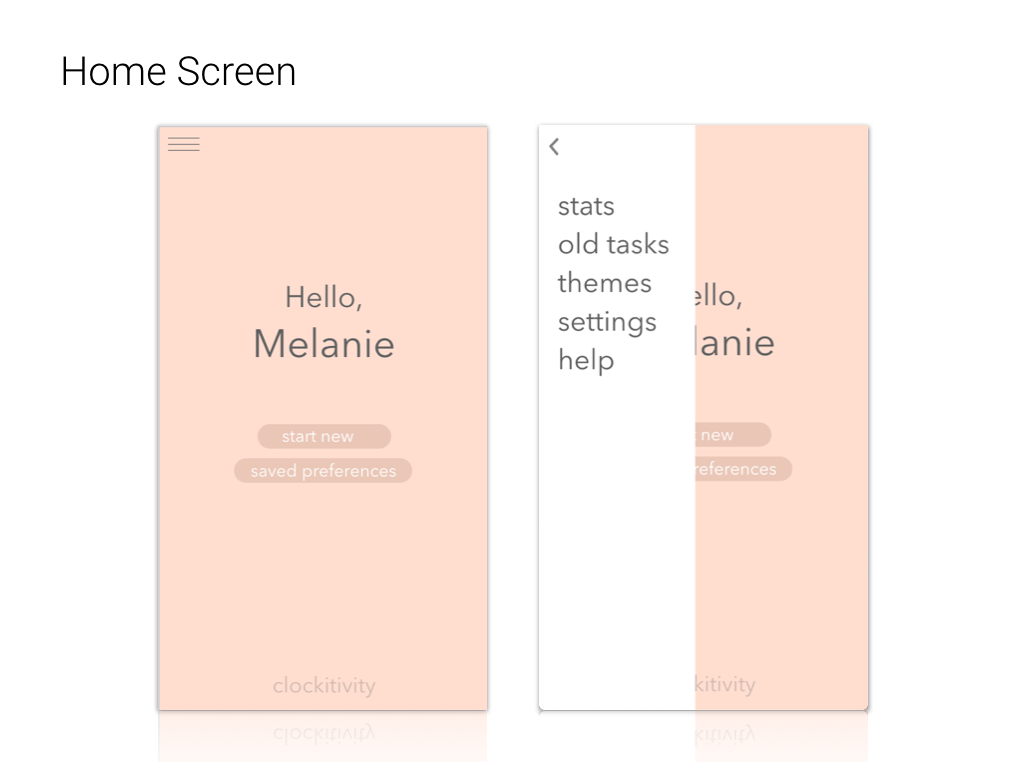 Home Screen
Hello,
Melanie
start new
saved preferences
clockitivity
stats
old tasks
themes
settings
help
ello,
lanie
new
references
kitivity